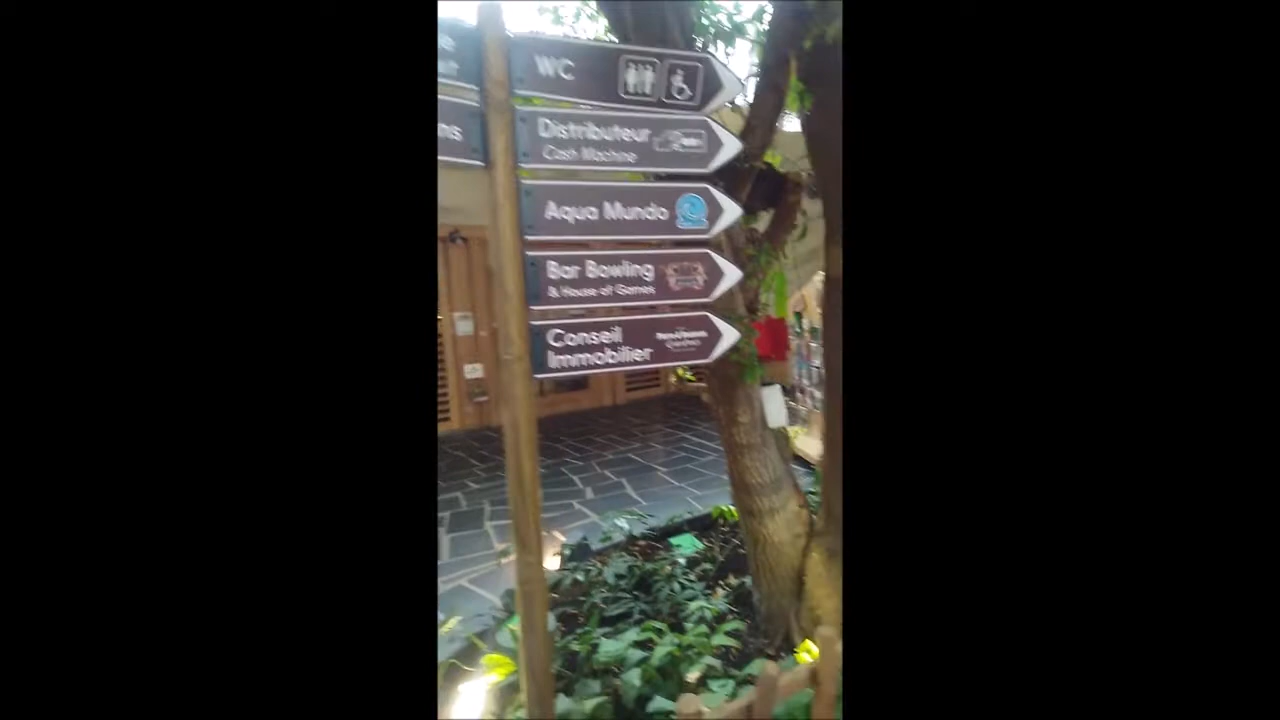 WC
Distributeur
Cash Machine
Aqua Mundo
Bar Bowling
& House of Games
Conseil
Immobilier